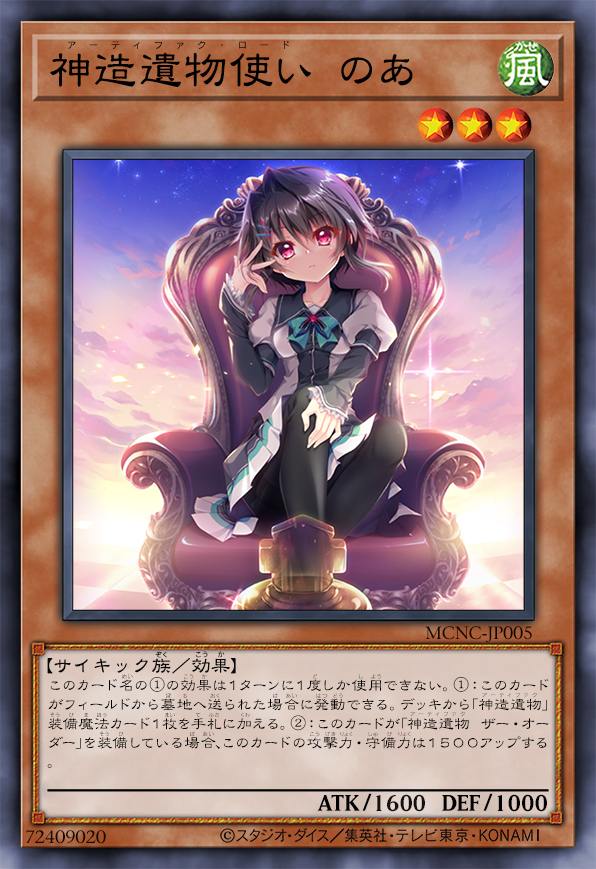 アーティファク・ロード
神造遺物使い のあ
かぜ
風
MCNC-JP005
【サイキック族／効果】
このカード名の①の効果は１ターンに１度しか使用できない。①：このカード
がフィールドから墓地へ送られた場合に発動できる。デッキから「神造遺物」
装備魔法カード１枚を手札に加える。②：このカードが「神造遺物　ザー・オー
ダー」を装備している場合、このカードの攻撃力・守備力は１５００アップする
。
ATK/1600 DEF/1000
72409020
©スタジオ・ダイス／集英社・テレビ東京・KONAMI